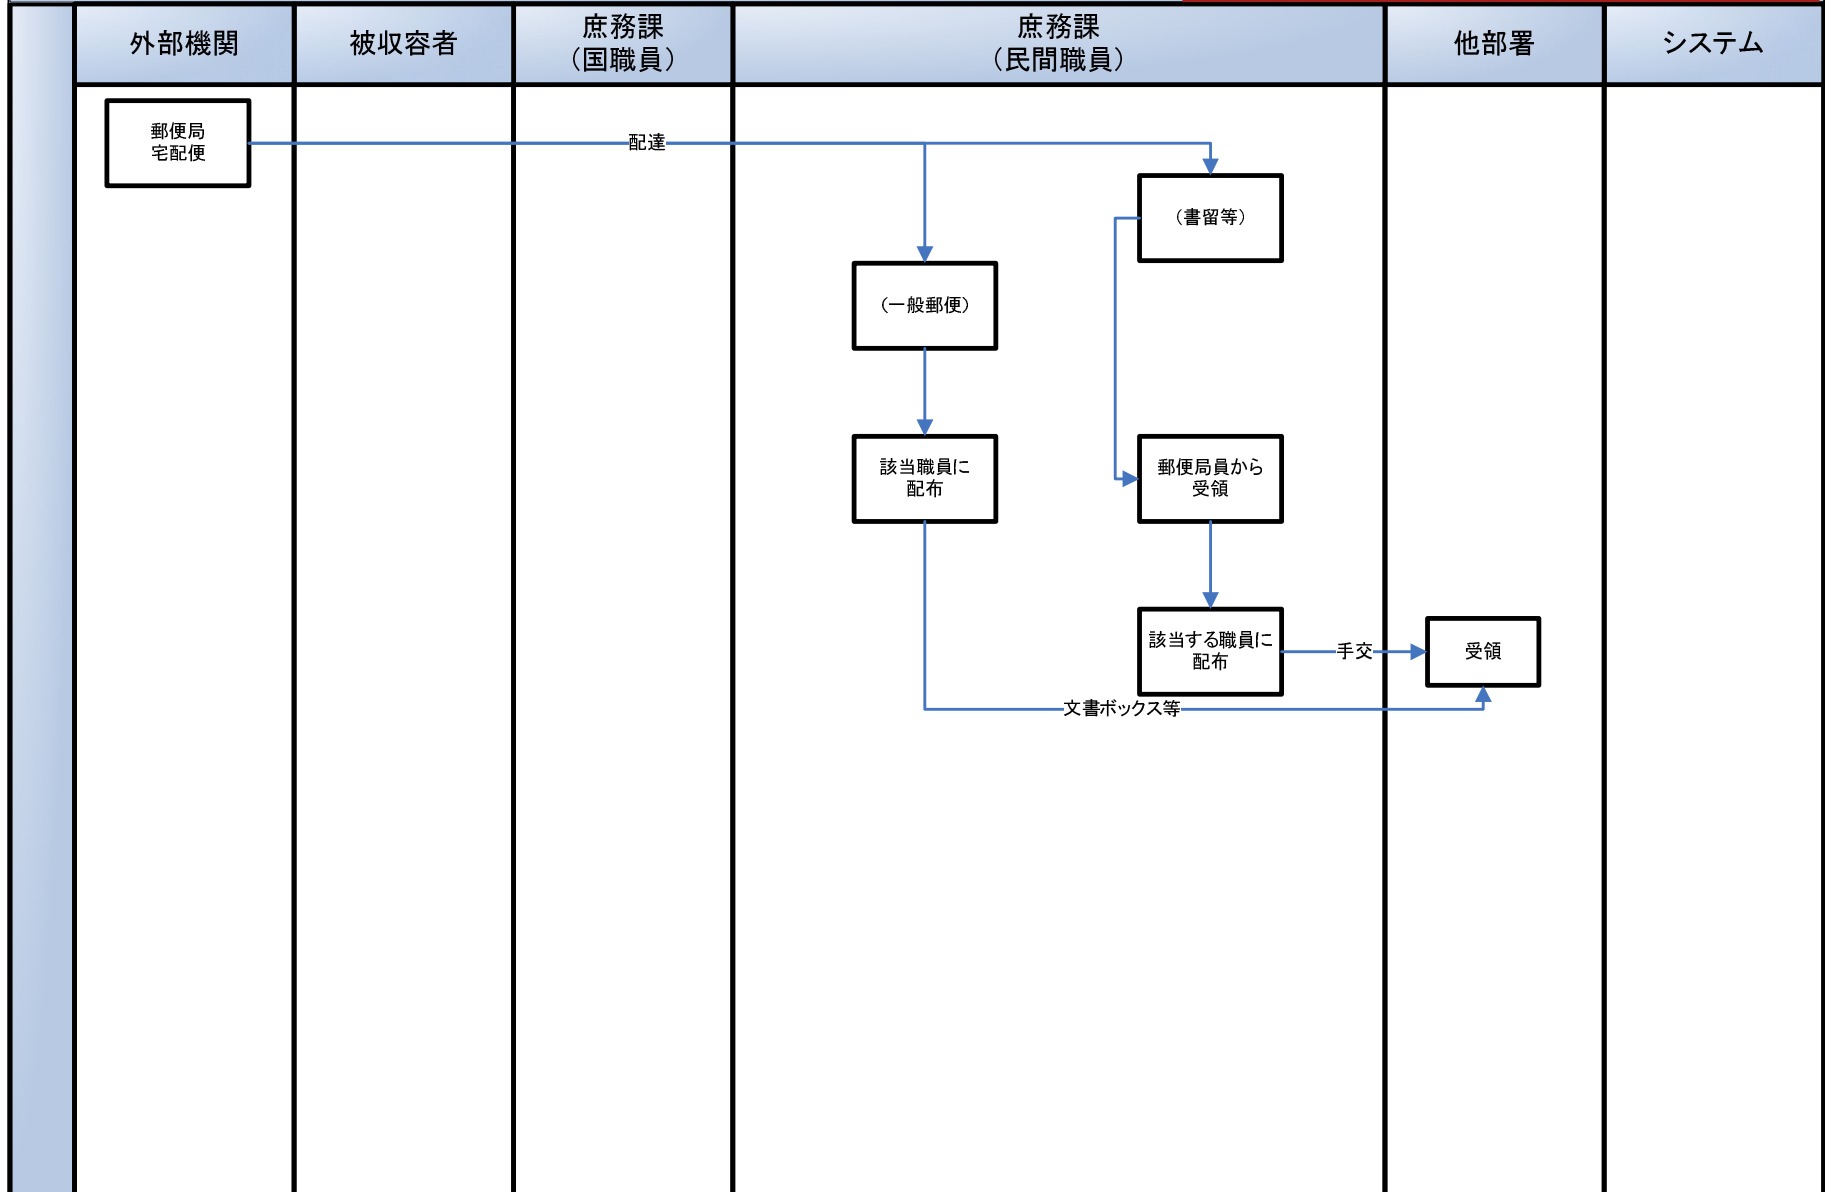 外部機関
被収容者
庶務課
（国職員）
庶務課
（民間職員）
他部署
システム
郵便局
宅配便
配達
（書留等）
（一般郵便）
該当職員に
配布
郵便局員から
受領
該当する職員に
配布
手交
受領
文書ボックス等